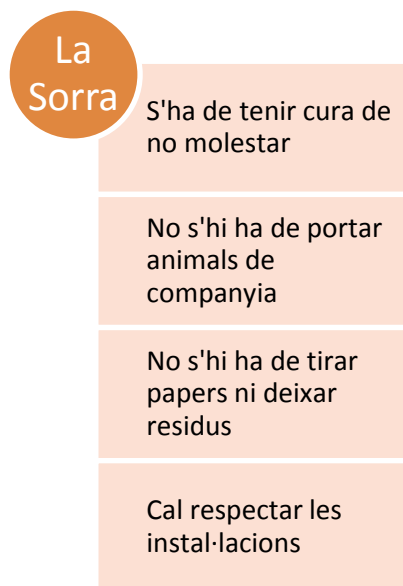 La
Sorra
S'ha de tenir cura de
no molestar
No s'hi ha de portar
animals de
companyia
No s'hi ha de tirar
papers ni deixar
residus
Cal respectar les
instal·lacions